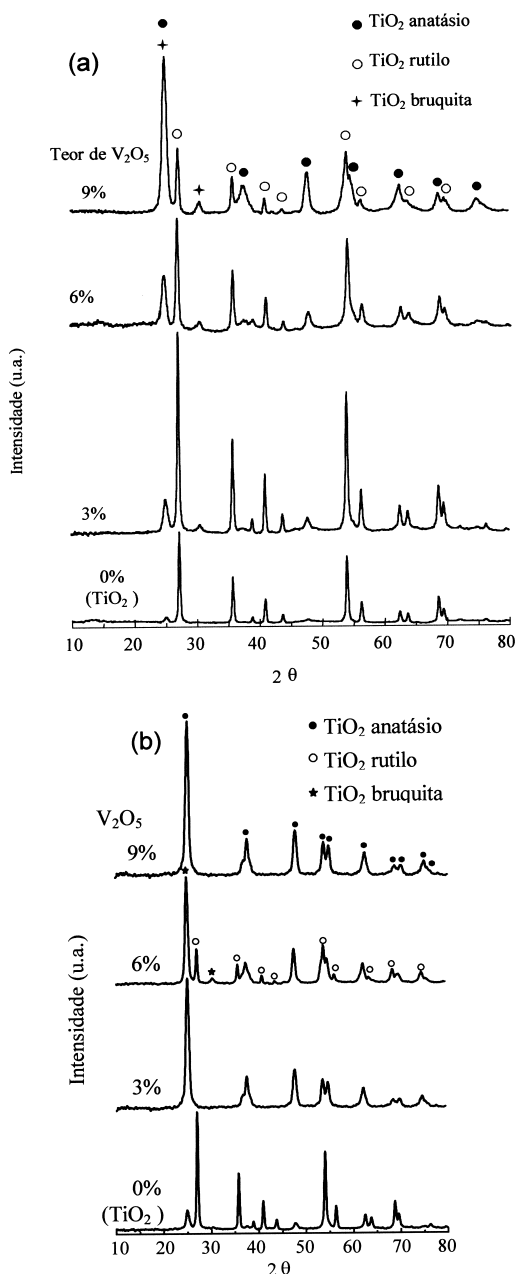 (a)
TiO₂ anatásio
TiO₂ rutilo
TiO₂ bruquita
Teor de V₂O₅
9%
6%
3%
0%
(TiO₂)
Intensidade (u.a.)
10 20 30 40 50 60 70 80
2 θ
(b)
TiO₂ anatásio
TiO₂ rutilo
TiO₂ bruquita
V₂O₅
9%
6%
3%
0%
(TiO₂)
Intensidade (u.a.)
10 20 30 40 50 60 70 80
2 θ